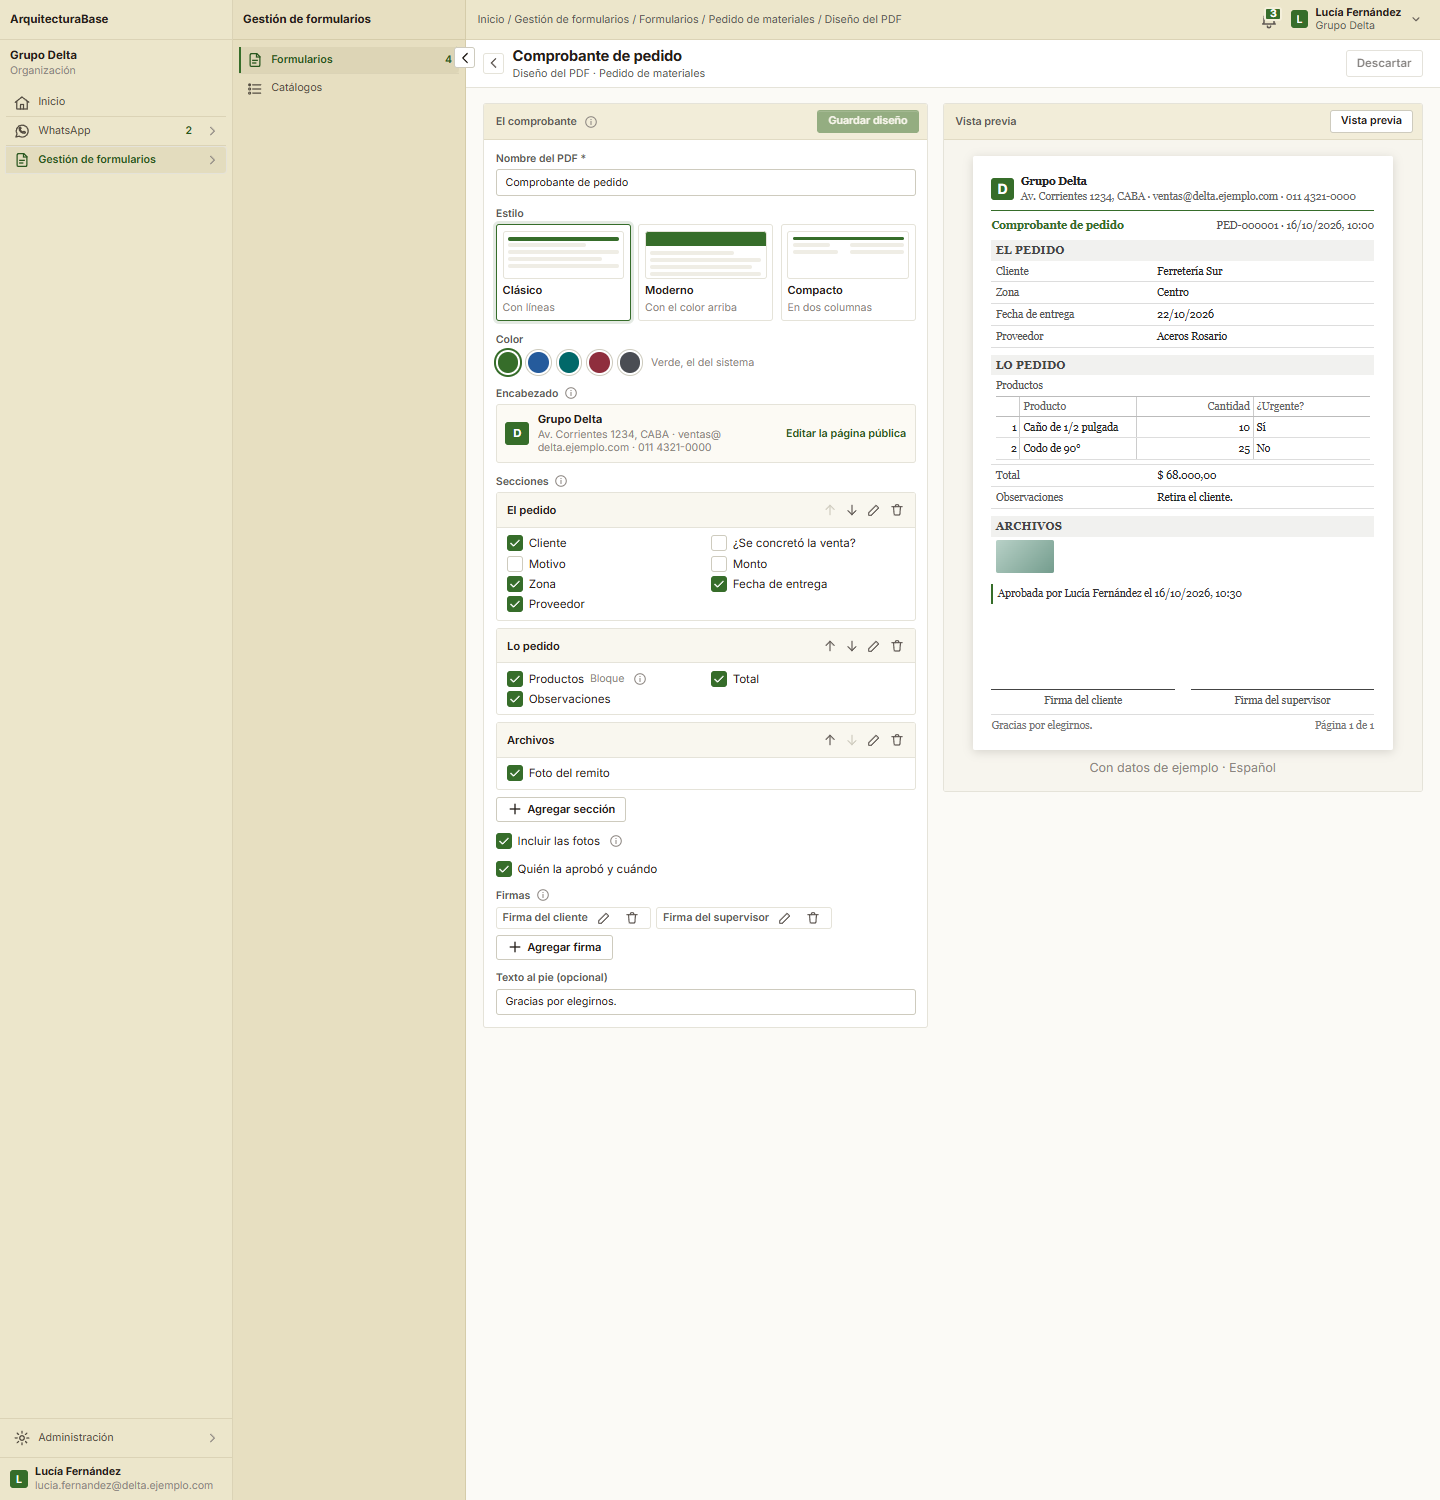 ArquitecturaBase
Grupo Delta
Organización
Inicio
WhatsApp 2
Gestión de formularios
Administración
L Lucía Fernández
lucia.fernandez@delta.ejemplo.com
Gestión de formularios
Formularios 4
Catálogos
Inicio / Gestión de formularios / Formularios / Pedido de materiales / Diseño del PDF
3
L Lucía Fernández
Grupo Delta
Comprobante de pedido
Diseño del PDF · Pedido de materiales
Descartar
El comprobante
Guardar diseño
Nombre del PDF *
Comprobante de pedido
Estilo
Clásico
Con líneas
Moderno
Con el color arriba
Compacto
En dos columnas
Color
Verde, el del sistema
Encabezado
D Grupo Delta
Av. Corrientes 1234, CABA · ventas@
delta.ejemplo.com · 011 4321-0000
Editar la página pública
Secciones
El pedido
Cliente
¿Se concretó la venta?
Motivo
Monto
Zona
Fecha de entrega
Proveedor
Lo pedido
Productos Bloque
Total
Observaciones
Archivos
Foto del remito
Agregar sección
Incluir las fotos
Quién la aprobó y cuándo
Firmas
Firma del cliente
Firma del supervisor
Agregar firma
Texto al pie (opcional)
Gracias por elegirnos.
Vista previa
Vista previa
D Grupo Delta
Av. Corrientes 1234, CABA · ventas@delta.ejemplo.com · 011 4321-0000
Comprobante de pedido PED-000001 · 16/10/2026, 10:00
EL PEDIDO
Cliente Ferretería Sur
Zona Centro
Fecha de entrega 22/10/2026
Proveedor Aceros Rosario
LO PEDIDO
Productos
Producto Cantidad ¿Urgente?
1 Caño de 1/2 pulgada 10 Sí
2 Codo de 90° 25 No
Total $ 68.000,00
Observaciones Retira el cliente.
ARCHIVOS
Aprobada por Lucía Fernández el 16/10/2026, 10:30
Firma del cliente Firma del supervisor
Gracias por elegirnos. Página 1 de 1
Con datos de ejemplo · Español